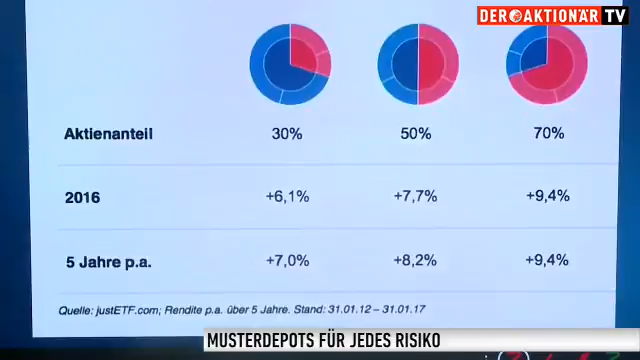 DER AKTIONÄR TV
Aktienanteil 30% 50% 70%
2016 +6,1% +7,7% +9,4%
5 Jahre p.a. +7,0% +8,2% +9,4%
Quelle: justETF.com; Rendite p.a. über 5 Jahre. Stand: 31.01.12 – 31.01.17
MUSTERDEPOTS FÜR JEDES RISIKO